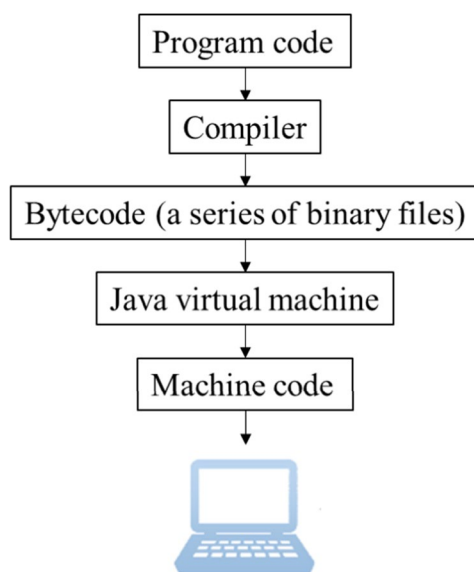 Program code
Compiler
Bytecode (a series of binary files)
Java virtual machine
Machine code